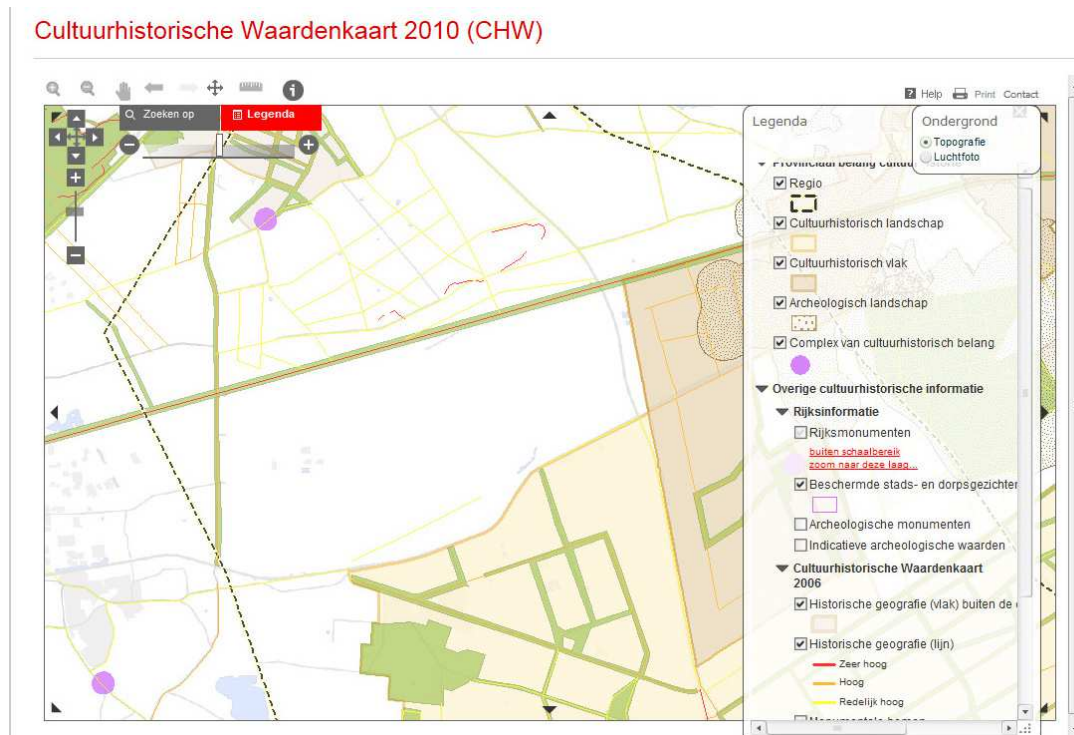 Cultuurhistorische Waardenkaart 2010 (CHW)
Help Print Contact
Zoeken op
Legenda
Legenda
Ondergrond
Topografie
Luchtfoto
Provinciaal belang
Regio
Cultuurhistorisch landschap
Cultuurhistorisch vlak
Archeologisch landschap
Complex van cultuurhistorisch belang
Overige cultuurhistorische informatie
Rijksinformatie
Rijksmonumenten
buiten schaalbereik
zoom naar deze laag...
Beschermde stads- en dorpsgezichten
Archeologische monumenten
Indicatieve archeologische waarden
Cultuurhistorische Waardenkaart
2006
Historische geografie (vlak) buiten de
Historische geografie (lijn)
Zeer hoog
Hoog
Redelijk hoog